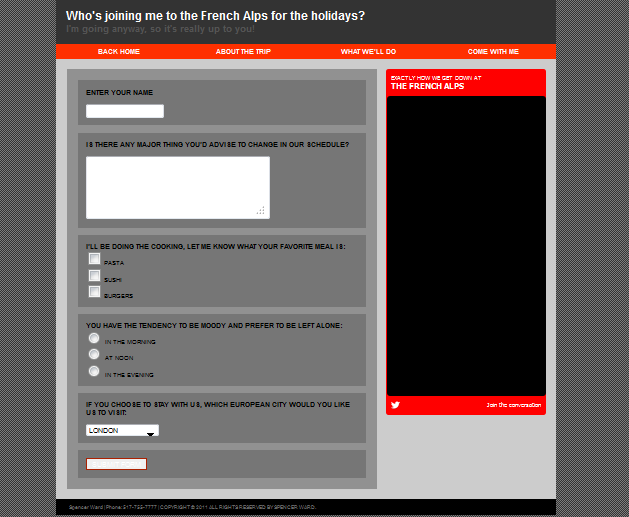 Who's joining me to the French Alps for the holidays?
I'm going anyway, so it's really up to you!
BACK HOME ABOUT THE TRIP WHAT WE'LL DO COME WITH ME
ENTER YOUR NAME
IS THERE ANY MAJOR THING YOU'D ADVISE TO CHANGE IN OUR SCHEDULE?
I'LL BE DOING THE COOKING, LET ME KNOW WHAT YOUR FAVORITE MEAL IS:
PASTA
SUSHI
BURGERS
YOU HAVE THE TENDENCY TO BE MOODY AND PREFER TO BE LEFT ALONE:
IN THE MORNING
AT NOON
IN THE EVENING
IF YOU CHOOSE TO STAY WITH US, WHICH EUROPEAN CITY WOULD YOU LIKE
US TO VISIT:
LONDON
EXACTLY HOW WE GET DOWN AT
THE FRENCH ALPS
Join the conversation
Spencer Ward | Phone: 317-735-7777 | COPYRIGHT © 2011 ALL RIGHTS RESERVED BY SPENCER WARD.